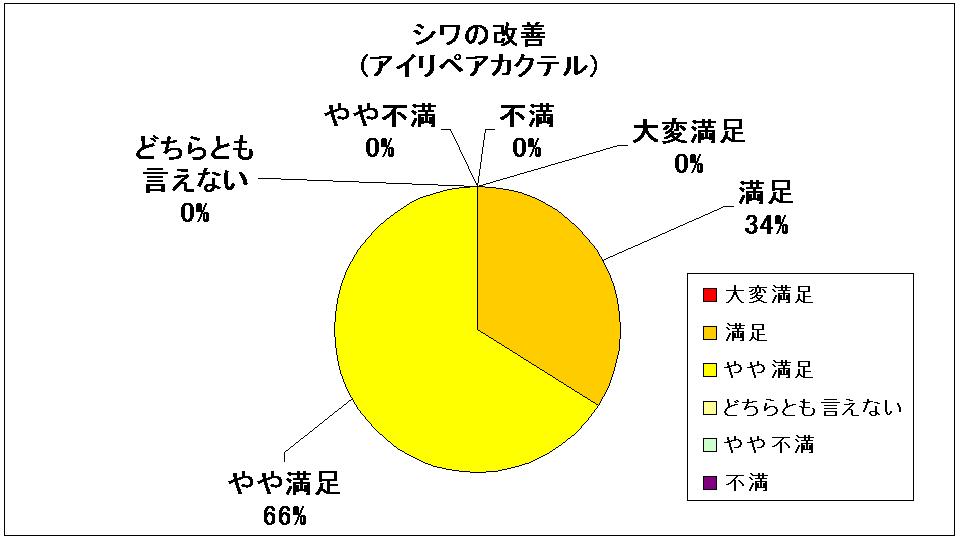 シワの改善
（アイリペアカクテル）
やや不満
0%
不満
0%
大変満足
0%
どちらとも
言えない
0%
満足
34%
やや満足
66%
大変満足
満足
やや満足
どちらとも言えない
やや不満
不満